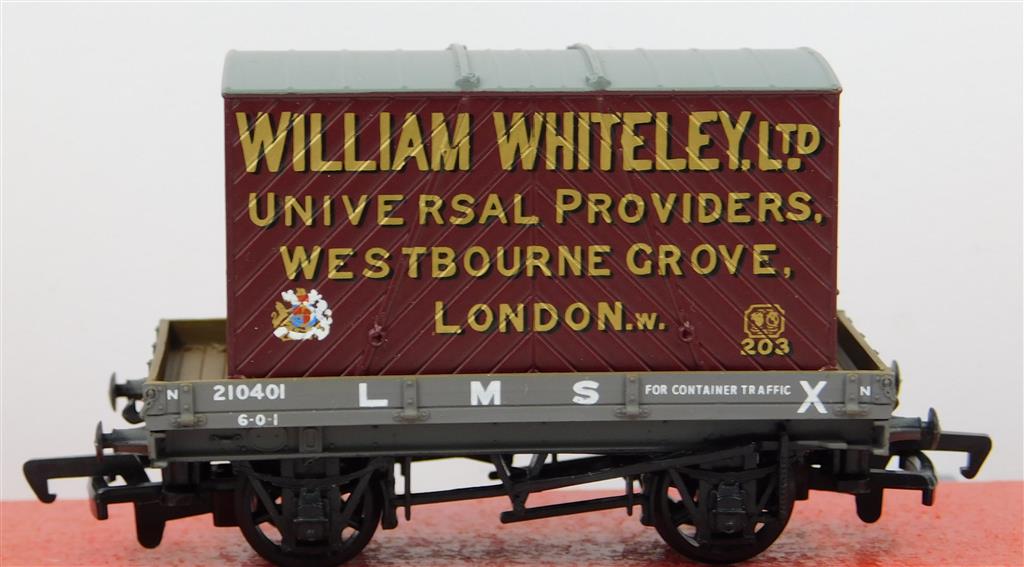 WILLIAM WHITELEY, LTD
UNIVERSAL PROVIDERS.
WESTBOURNE GROVE,
LONDON.W.
203
N 210401 L M S FOR CONTAINER TRAFFIC X N
6-0-1